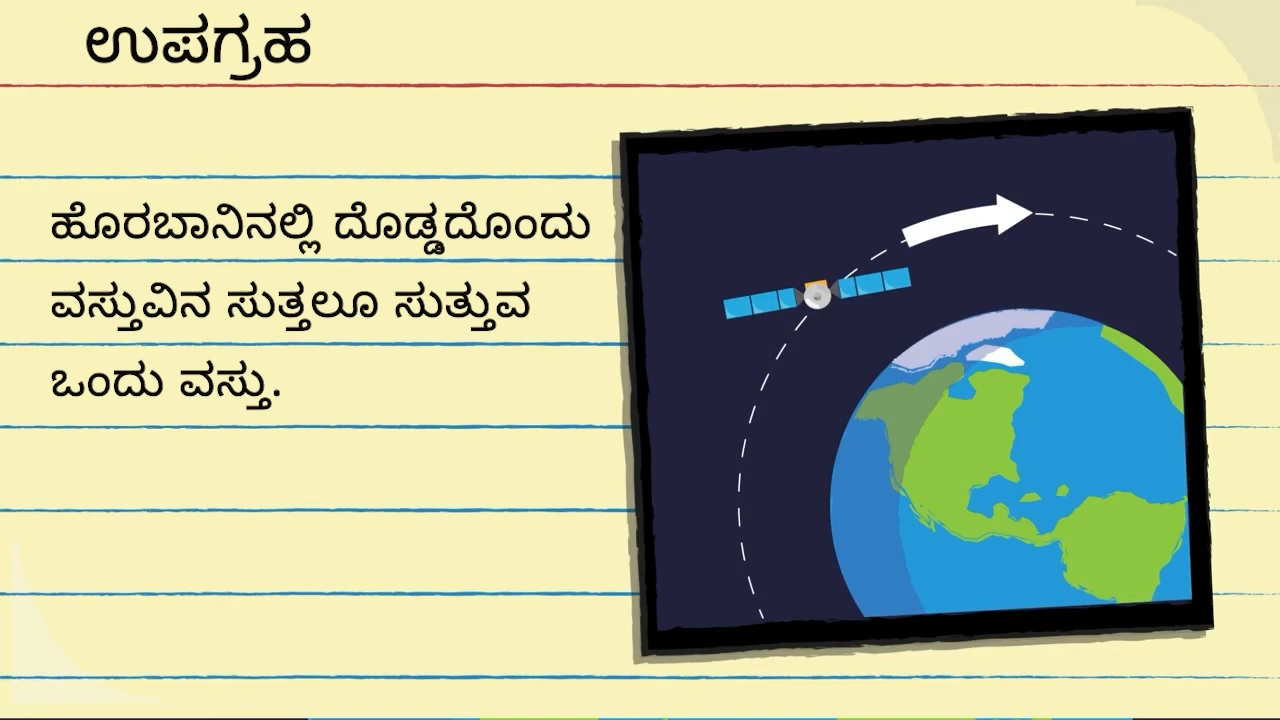 ಉಪಗ್ರಹ
ಹೊರಬಾನಿನಲ್ಲಿ ದೊಡ್ಡದೊಂದು
ವಸ್ತುವಿನ ಸುತ್ತಲೂ ಸುತ್ತುವ
ಒಂದು ವಸ್ತು.